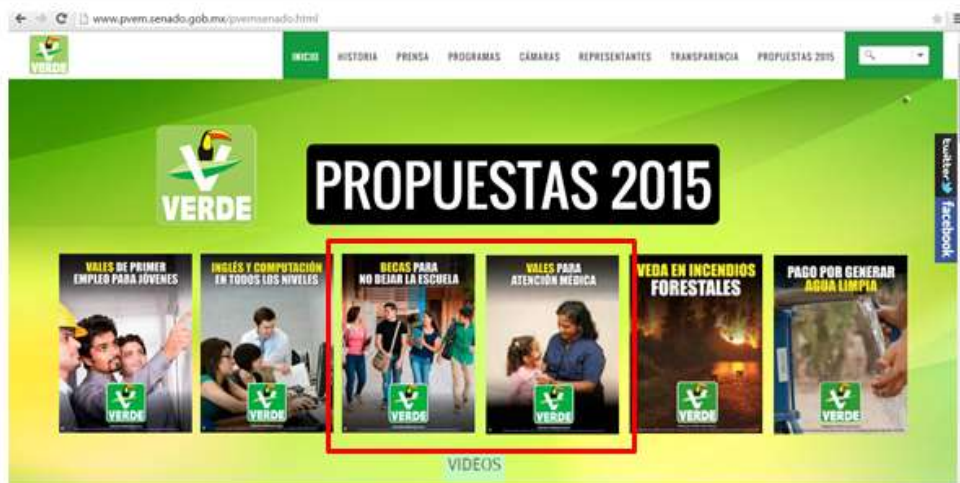 www.pvem.senado.gob.mx/pvemsenado.html
VERDE
INICIO HISTORIA PRENSA PROGRAMAS CÁMARAS REPRESENTANTES TRANSPARENCIA PROPUESTAS 2015
VERDE
PROPUESTAS 2015
twitter
facebook
VALES DE PRIMER
EMPLEO PARA JÓVENES
VERDE
INGLÉS Y COMPUTACIÓN
EN TODOS LOS NIVELES
VERDE
BECAS PARA
NO DEJAR LA ESCUELA
VERDE
VALES PARA
ATENCIÓN MÉDICA
VERDE
VEDA EN INCENDIOS
FORESTALES
VERDE
PAGO POR GENERAR
AGUA LIMPIA
VERDE
VIDEOS